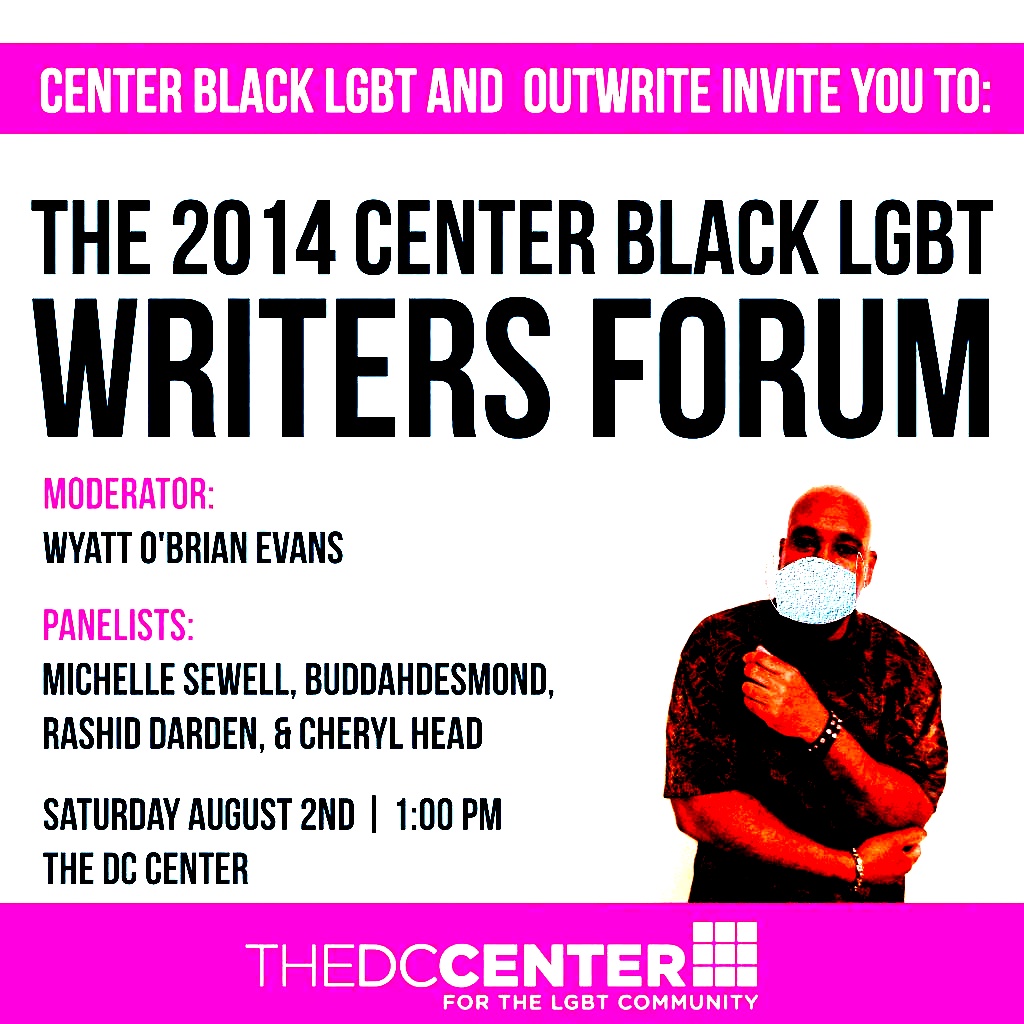 CENTER BLACK LGBT AND OUTWRITE INVITE YOU TO:
THE 2014 CENTER BLACK LGBT
WRITERS FORUM
MODERATOR:
WYATT O'BRIAN EVANS
PANELISTS:
MICHELLE SEWELL, BUDDAHDESMOND,
RASHID DARDEN, & CHERYL HEAD
SATURDAY AUGUST 2ND | 1:00 PM
THE DC CENTER
THEDCCENTER
FOR THE LGBT COMMUNITY